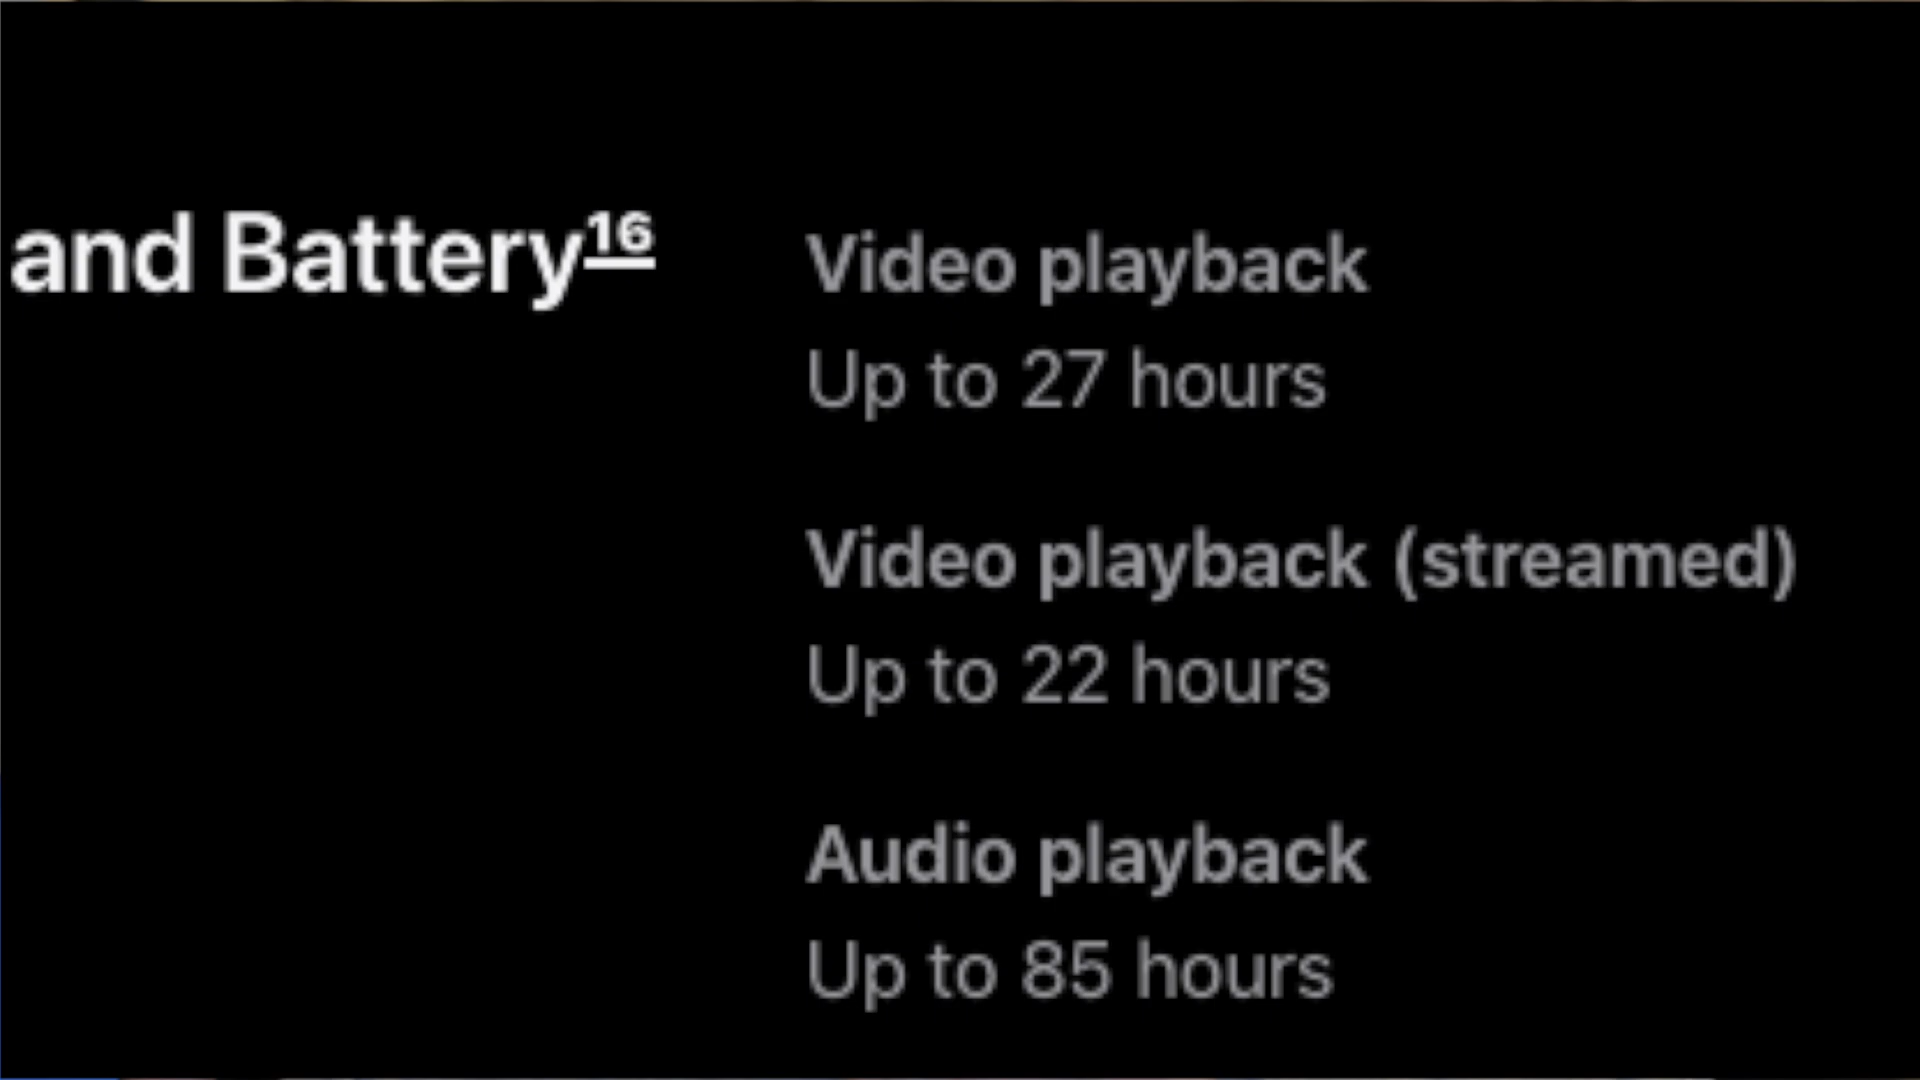 and Battery16
Video playback
Up to 27 hours
Video playback (streamed)
Up to 22 hours
Audio playback
Up to 85 hours